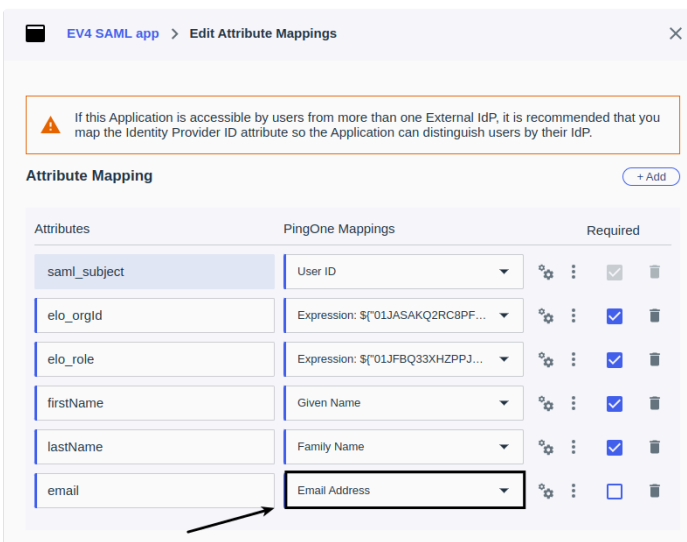 EV4 SAML app > Edit Attribute Mappings
If this Application is accessible by users from more than one External IdP, it is recommended that you
map the Identity Provider ID attribute so the Application can distinguish users by their IdP.
Attribute Mapping
+ Add
Attributes PingOne Mappings Required
saml_subject User ID
elo_orgId Expression: ${"01JASAKQ2RC8PF...
elo_role Expression: ${"01JFBQ33XHZPPJ...
firstName Given Name
lastName Family Name
email Email Address